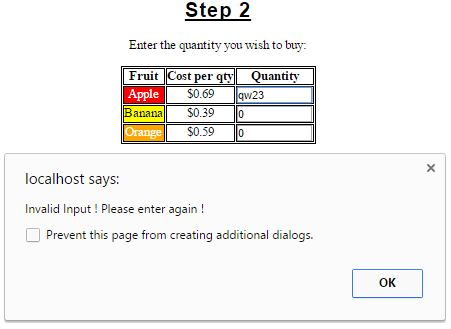 Step 2
Enter the quantity you wish to buy:
Fruit Cost per qty Quantity
Apple $0.69 qw23
Banana $0.39 0
Orange $0.59 0
localhost says:
Invalid Input ! Please enter again !
Prevent this page from creating additional dialogs.
OK